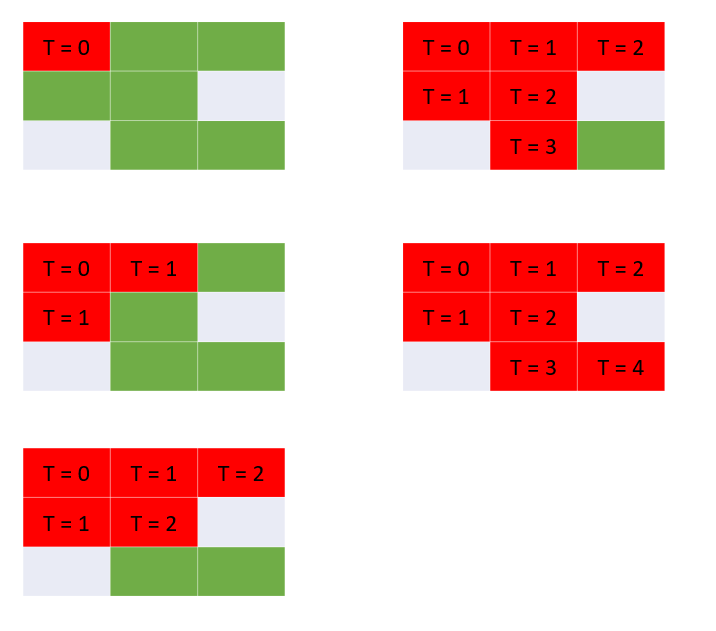 T = 0
T = 0 T = 1 T = 2
T = 1 T = 2
T = 3
T = 0 T = 1
T = 1
T = 0 T = 1 T = 2
T = 1 T = 2
T = 3 T = 4
T = 0 T = 1 T = 2
T = 1 T = 2